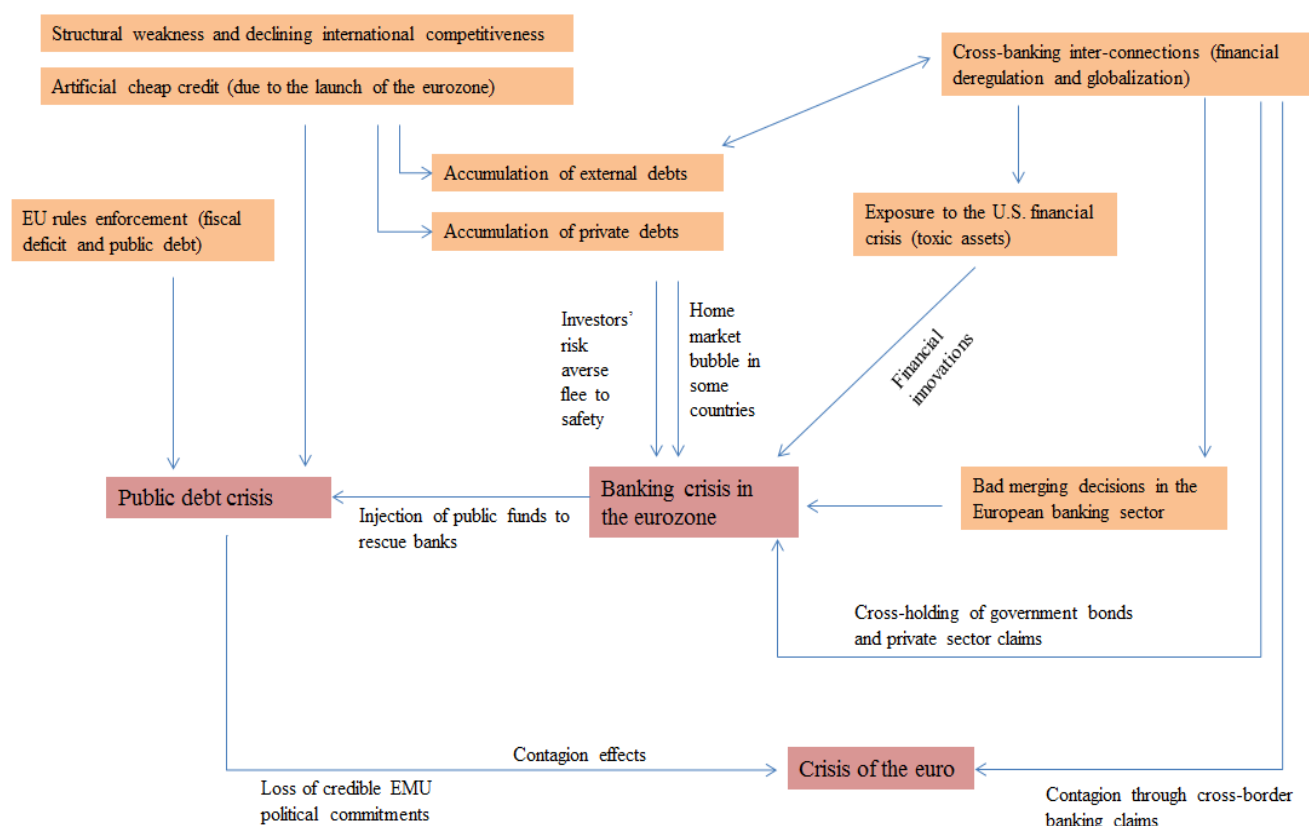 Structural weakness and declining international competitiveness
Artificial cheap credit (due to the launch of the eurozone)
Cross-banking inter-connections (financial
deregulation and globalization)
Accumulation of external debts
EU rules enforcement (fiscal
deficit and public debt)
Accumulation of private debts
Exposure to the U.S. financial
crisis (toxic assets)
Investors'
risk
averse
flee to
safety
Home
market
bubble in
some
countries
Financial
innovations
Public debt crisis
Injection of public funds to
rescue banks
Banking crisis in
the eurozone
Bad merging decisions in the
European banking sector
Cross-holding of government bonds
and private sector claims
Contagion effects
Loss of credible EMU
political commitments
Crisis of the euro
Contagion through cross-border
banking claims